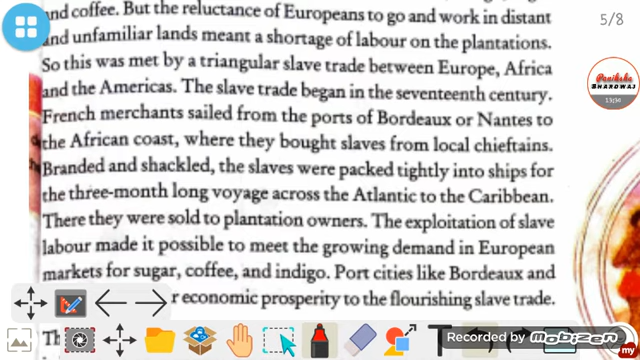 and coffee. But the reluctance of Europeans to go and work in distant
and unfamiliar lands meant a shortage of labour on the plantations.
So this was met by a triangular slave trade between Europe, Africa
and the Americas. The slave trade began in the seventeenth century.
French merchants sailed from the ports of Bordeaux or Nantes to
the African coast, where they bought slaves from local chieftains.
Branded and shackled, the slaves were packed tightly into ships for
the three-month long voyage across the Atlantic to the Caribbean.
There they were sold to plantation owners. The exploitation of slave
labour made it possible to meet the growing demand in European
markets for sugar, coffee, and indigo. Port cities like Bordeaux and
r economic prosperity to the flourishing slave trade.
Th
5/8
BHARDWAJ
T
Recorded by mobizen
my